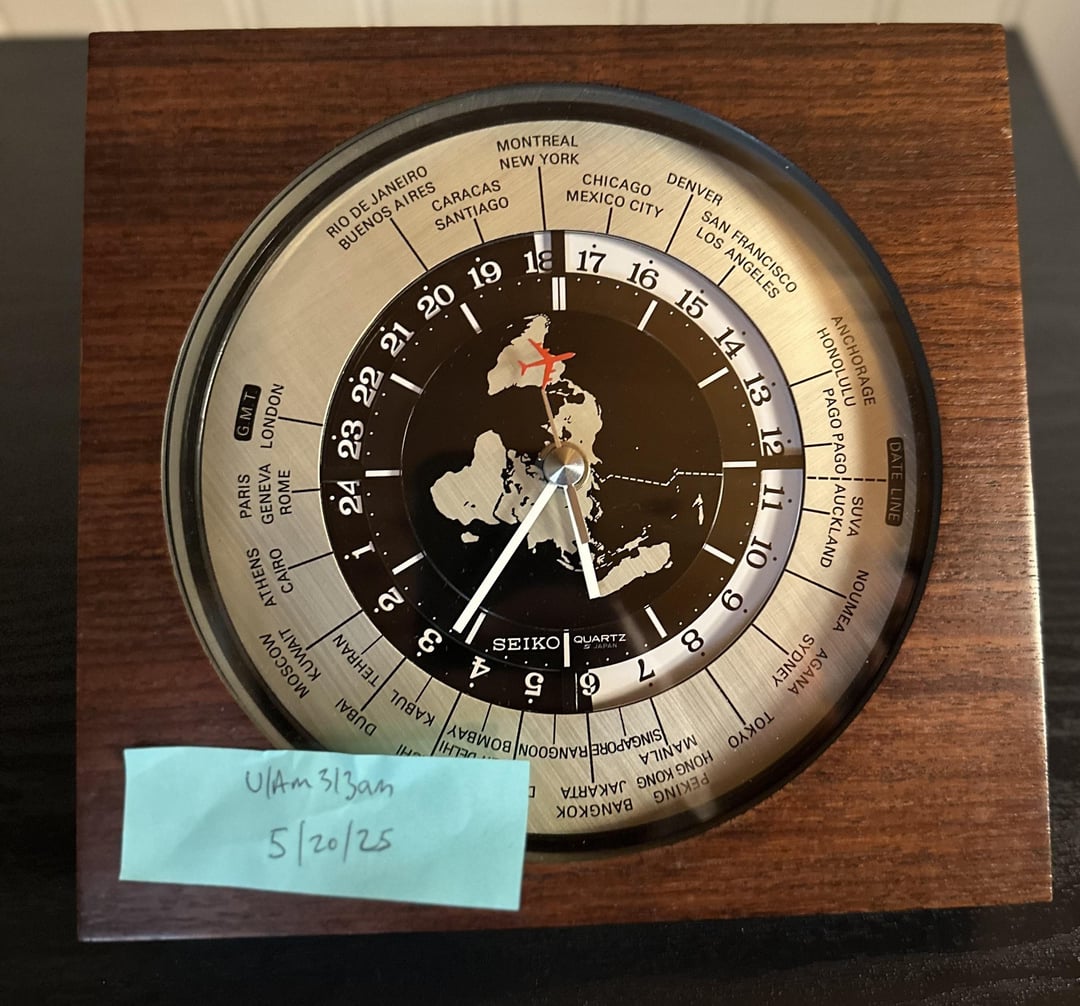 MONTREAL
NEW YORK
CHICAGO
MEXICO CITY
DENVER
SAN FRANCISCO
LOS ANGELES
ANCHORAGE
HONOLULU
PAGO PAGO
DATE LINE
SUVA
AUCKLAND
NOUMEA
AGANA
SYDNEY
TOKYO
PEKING
HONG KONG
MANILA
SINGAPORE
BANGKOK
JAKARTA
RANGOON
BOMBAY
KABUL
DUBAI
TEHRAN
MOSCOW
KUWAIT
ATHENS
CAIRO
PARIS
GENEVA
ROME
G.M.T.
LONDON
RIO DE JANEIRO
BUENOS AIRES
CARACAS
SANTIAGO
18 17 16 15 14 13 12 11 10 9 8 7 6 5 4 3 2 1 24 23 22 21 20 19
SEIKO
QUARTZ
JAPAN
5/20/25